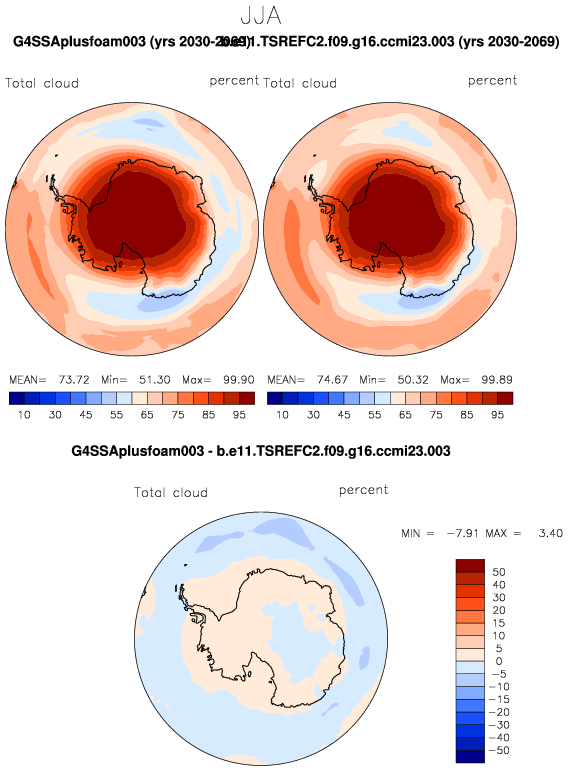 JJA
G4SSAplusfoam003 (yrs 2030-2069) b.e11.TSREFC2.f09.g16.ccmi23.003 (yrs 2030-2069)
Total cloud percent Total cloud percent
MEAN= 73.72 Min= 51.30 Max= 99.90 MEAN= 74.67 Min= 50.32 Max= 99.89
10 30 45 55 65 75 85 95 10 30 45 55 65 75 85 95
G4SSAplusfoam003 - b.e11.TSREFC2.f09.g16.ccmi23.003
Total cloud percent
MIN = -7.91 MAX = 3.40
50
40
30
20
15
10
5
0
-5
-10
-15
-20
-30
-40
-50